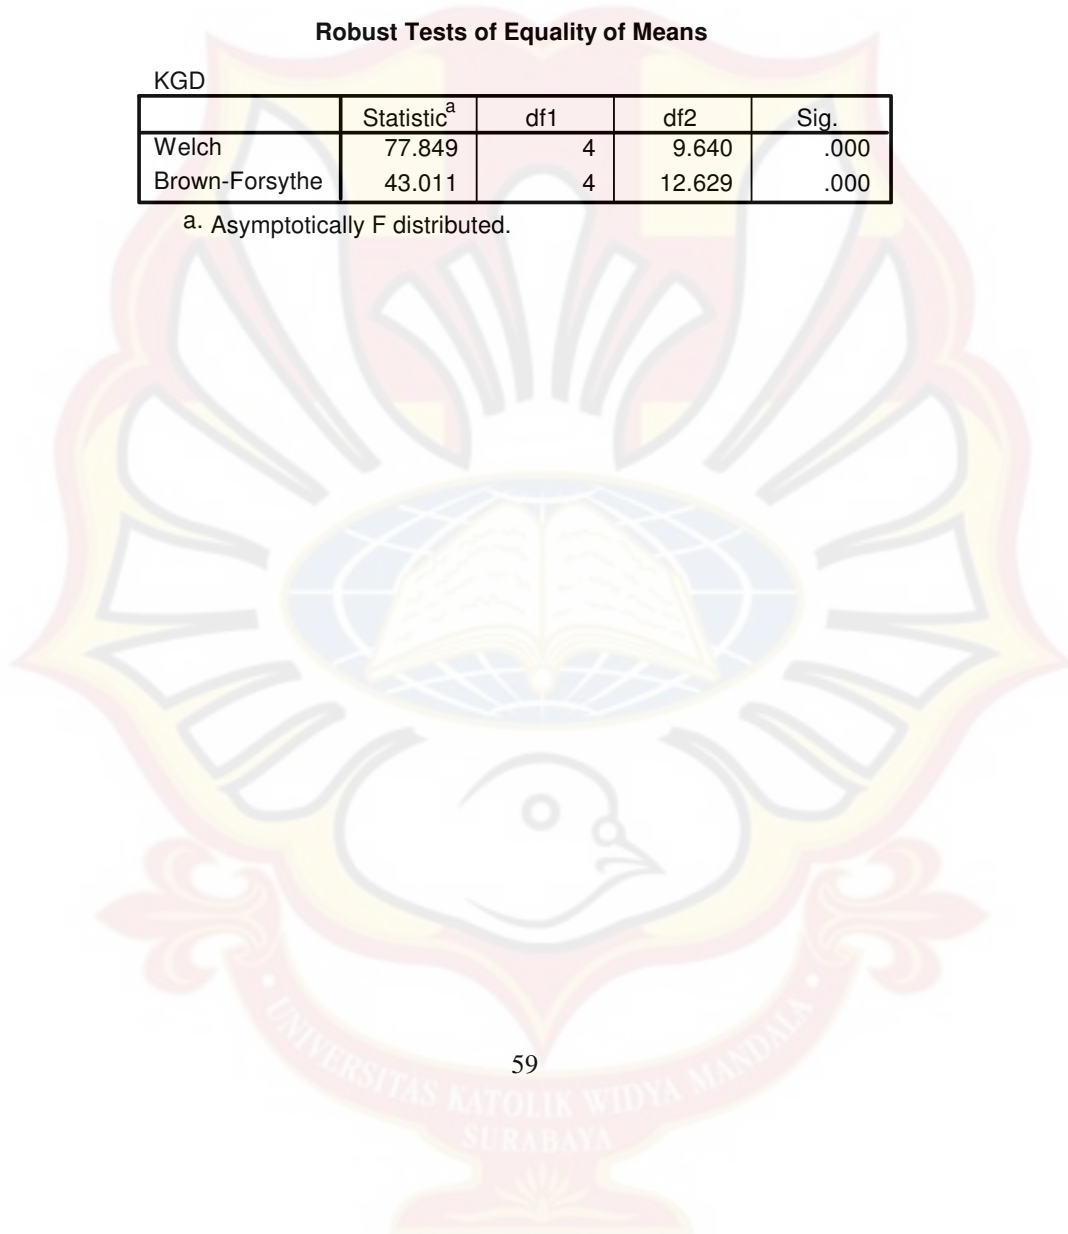 Robust Tests of Equality of Means
KGD
Statistic^a df1 df2 Sig.
Welch 77.849 4 9.640 .000
Brown-Forsythe 43.011 4 12.629 .000
a. Asymptotically F distributed.
59
• UNIVERSITAS KATOLIK WIDYA MANDALA •
SURABAYA